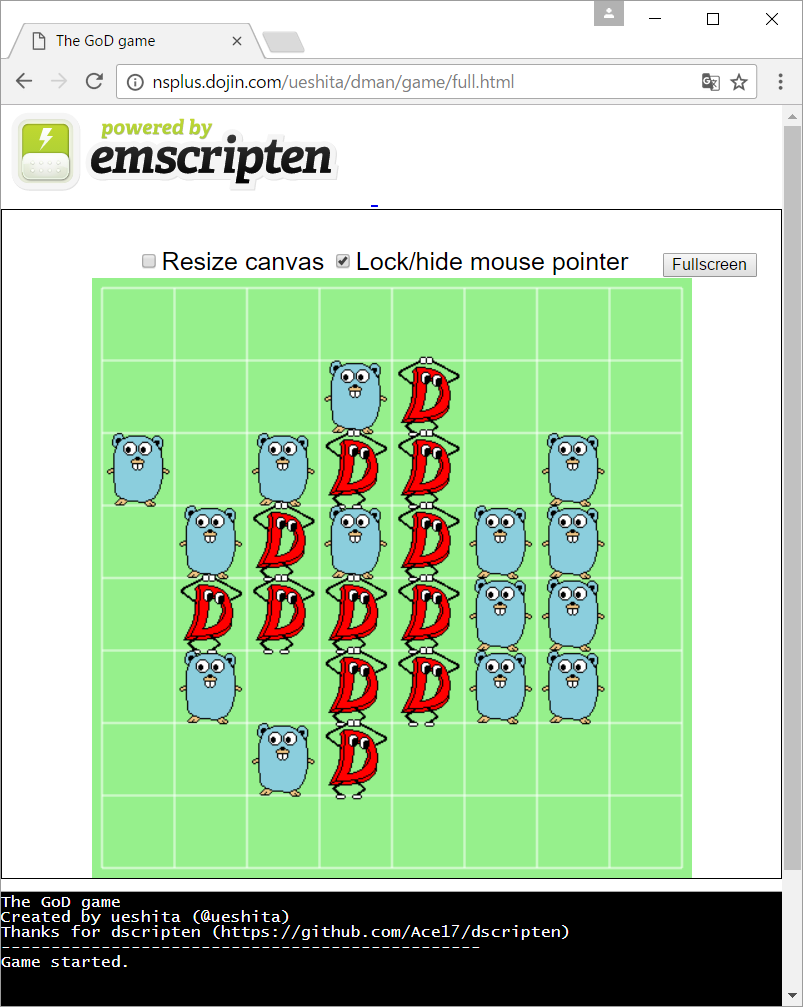 The GoD game
nsplus.dojin.com/ueshita/dman/game/full.html
powered by
emscripten
Resize canvas Lock/hide mouse pointer Fullscreen
D
D D
D D
D D D D
D D
D
The GoD game
Created by ueshita (@ueshita)
Thanks for dscripten (https://github.com/Ace17/dscripten)
------------------------------------------------
Game started.